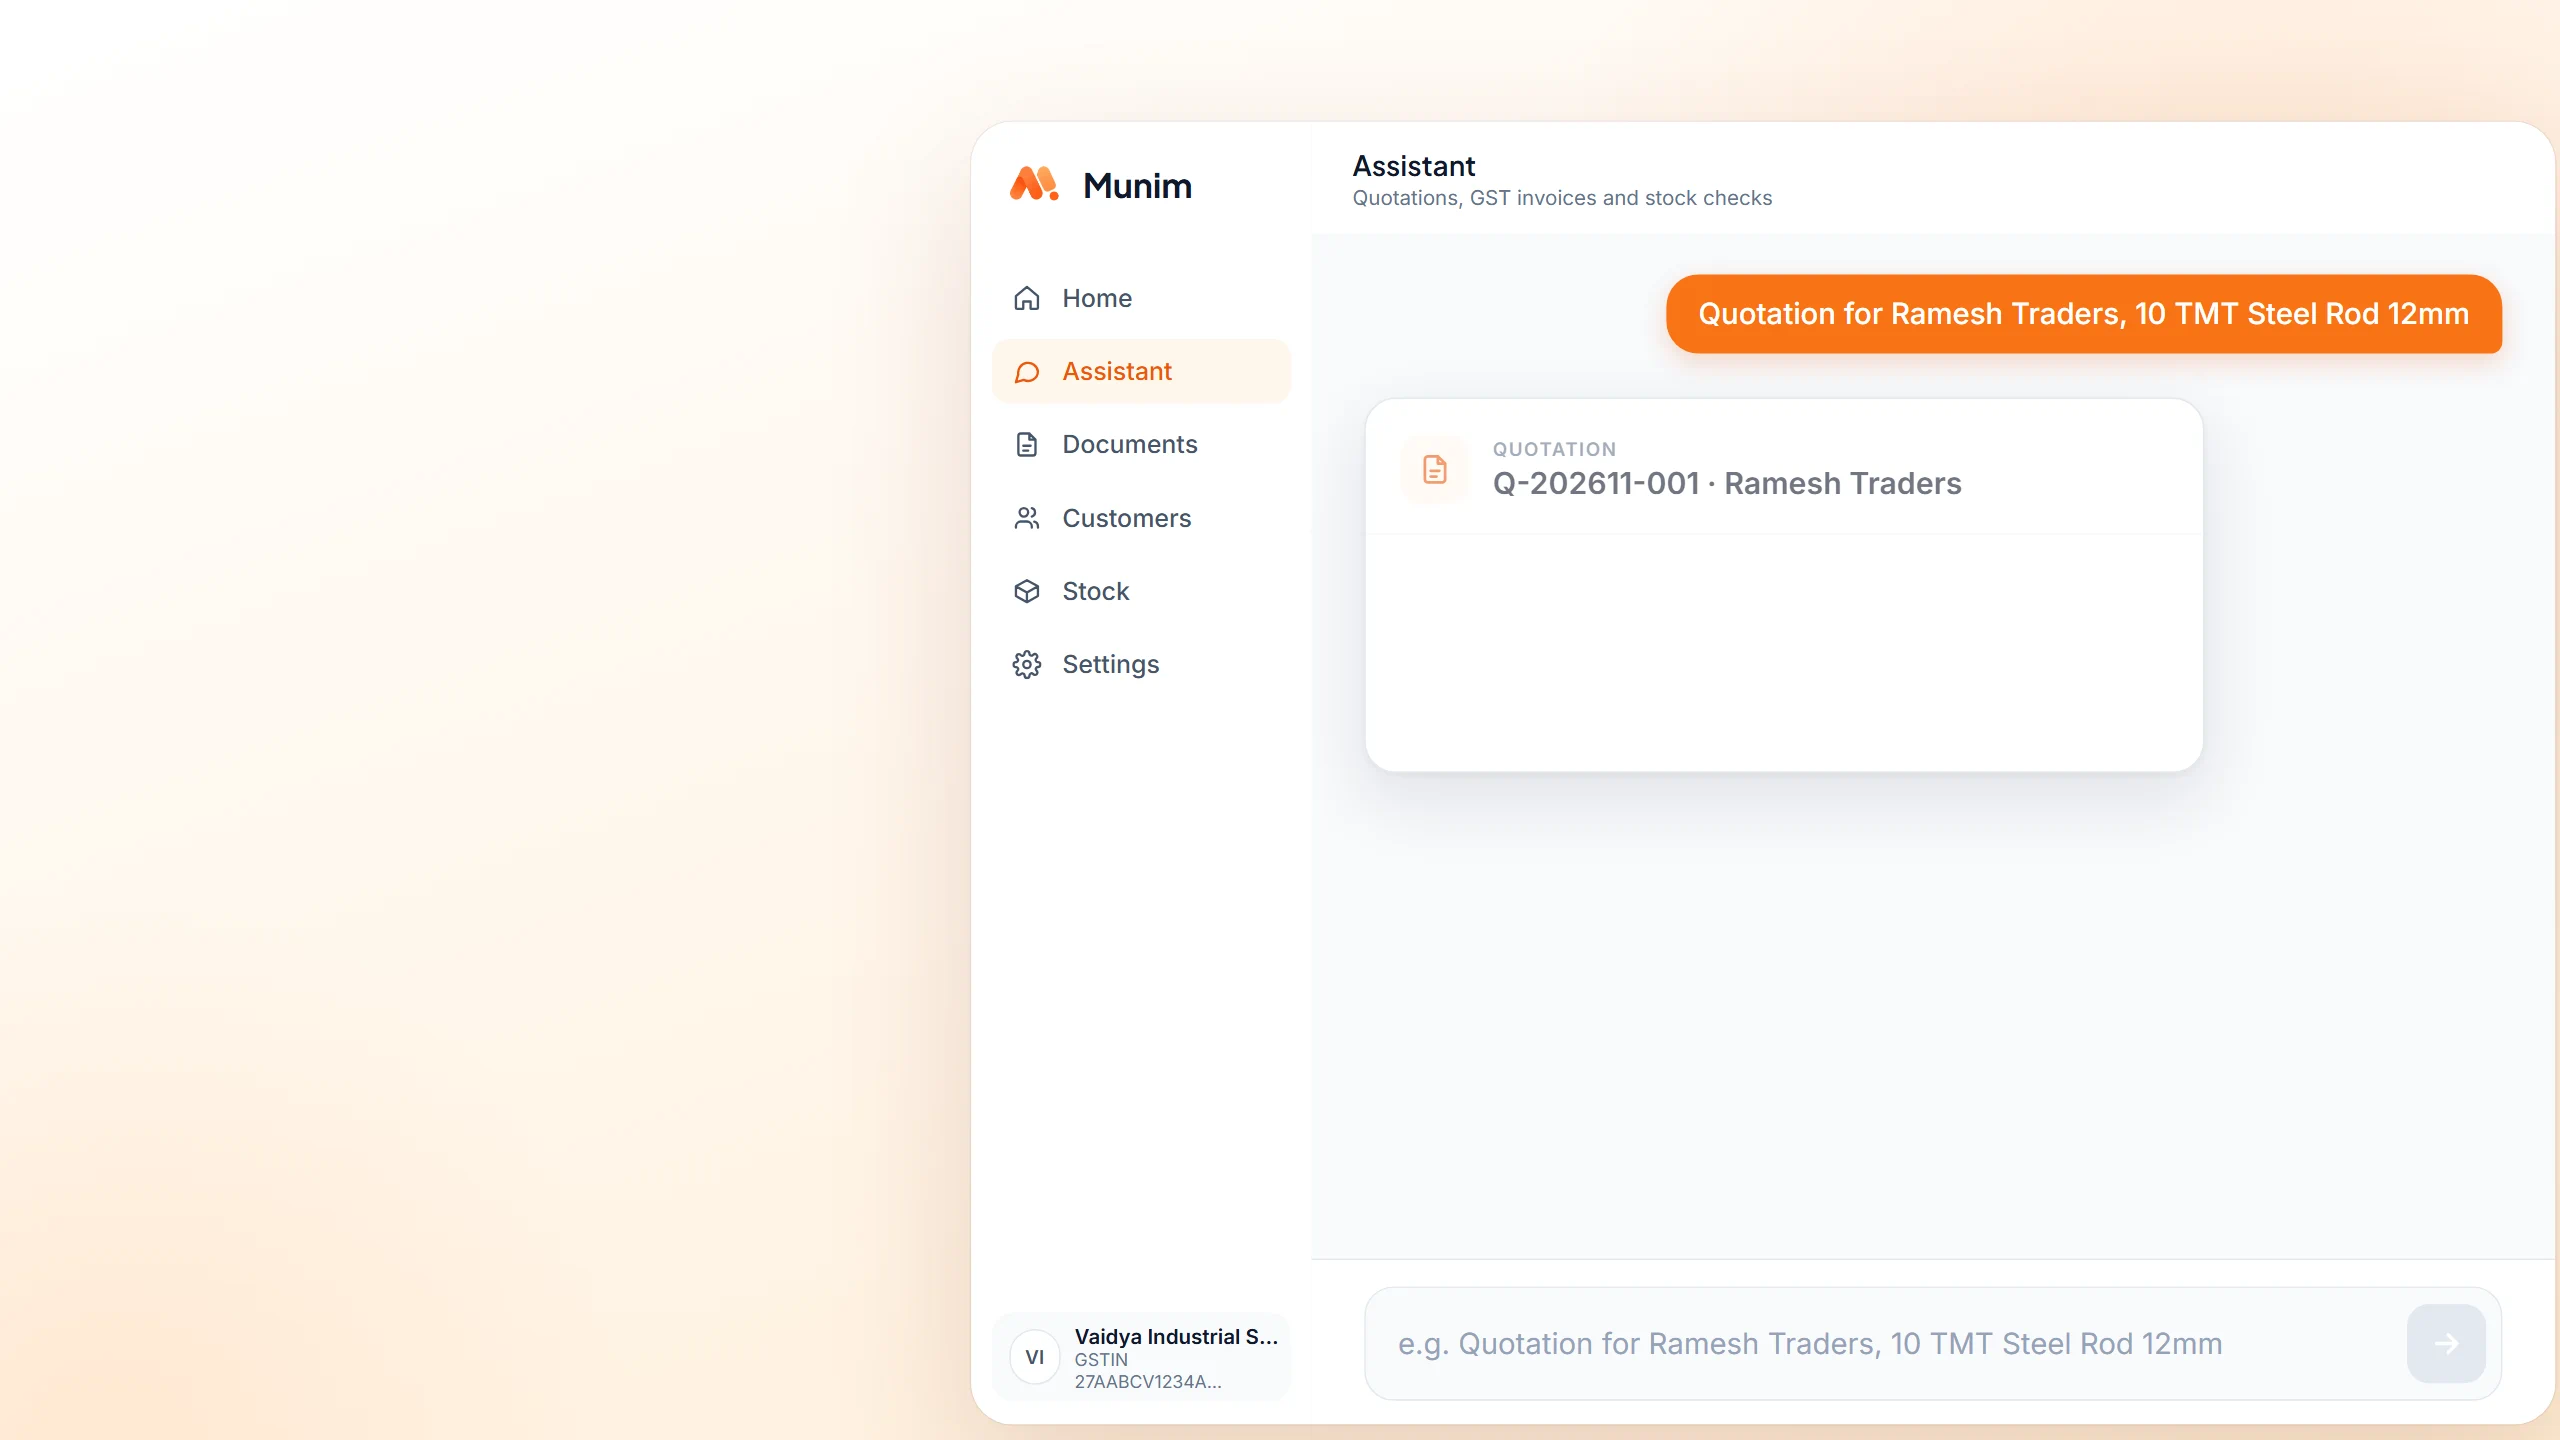 Munim
Home
Assistant
Documents
Customers
Stock
Settings
Vaidya Industrial S...
VI
GSTIN
27AABCV1234A...
Assistant
Quotations, GST invoices and stock checks
Quotation for Ramesh Traders, 10 TMT Steel Rod 12mm
QUOTATION
Q-202611-001 · Ramesh Traders
e.g. Quotation for Ramesh Traders, 10 TMT Steel Rod 12mm